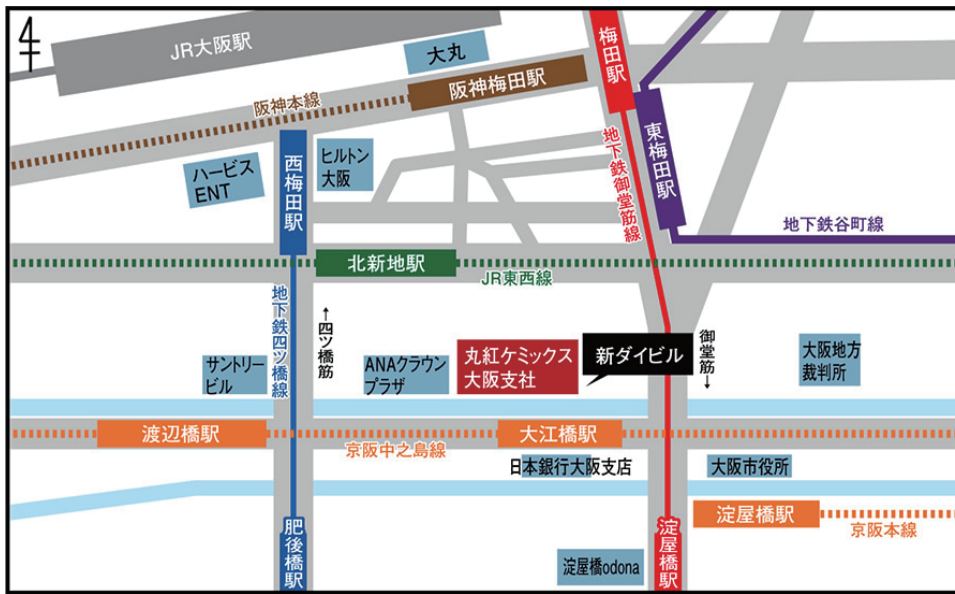 JR大阪駅
大丸
梅田駅
阪神梅田駅
阪神本線
東梅田駅
ハービス
ENT
西梅田駅
ヒルトン
大阪
地下鉄御堂筋線
地下鉄谷町線
北新地駅
JR東西線
地下鉄四ツ橋線
←四ツ橋筋
サントリー
ビル
ANAクラウン
プラザ
丸紅ケミックス
大阪支社
新ダイビル
御堂筋→
大阪地方
裁判所
渡辺橋駅
京阪中之島線
大江橋駅
日本銀行大阪支店
大阪市役所
淀屋橋駅
京阪本線
肥後橋駅
淀屋橋odona
淀屋橋駅